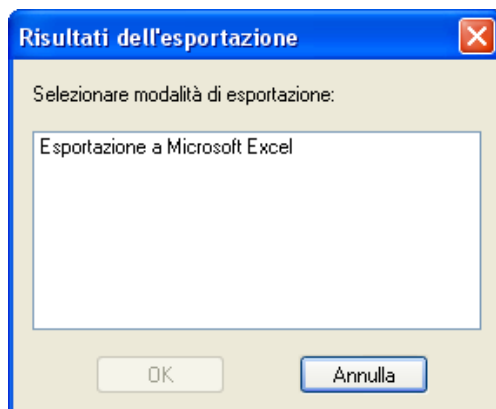 Risultati dell'esportazione
Selezionare modalità di esportazione:
Esportazione a Microsoft Excel
OK
Annulla